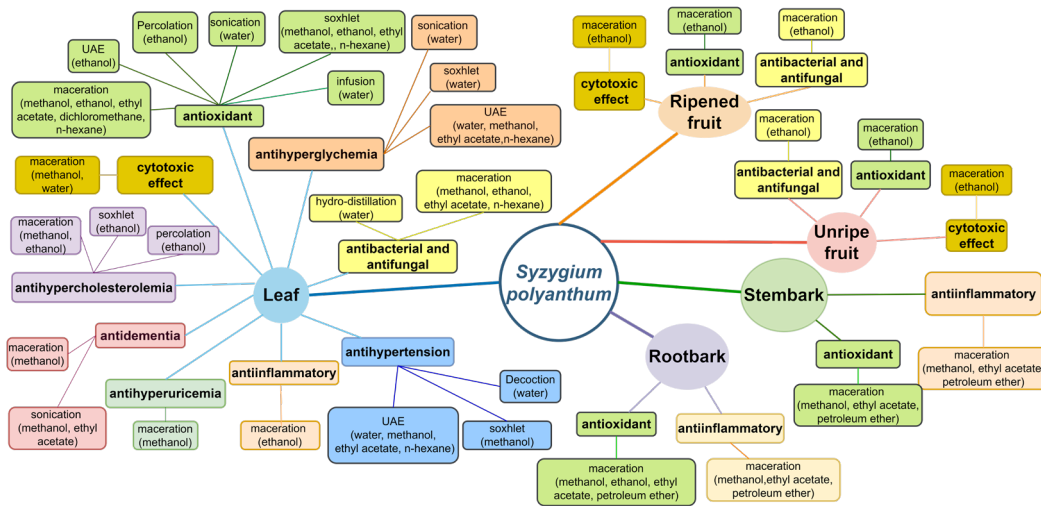 Percolation
(ethanol)
sonication
(water)
soxhlet
(methanol, ethanol, ethyl
acetate,, n-hexane)
UAE
(ethanol)
infusion
(water)
maceration
(methanol, ethanol, ethyl
acetate, dichloromethane,
n-hexane)
antioxidant
sonication
(water)
soxhlet
(water)
UAE
(water, methanol,
ethyl acetate,n-hexane)
antihyperglychemia
maceration
(methanol,
water)
cytotoxic
effect
hydro-distillation
(water)
maceration
(methanol, ethanol,
ethyl acetate, n-hexane)
antibacterial and
antifungal
maceration
(methanol,
ethanol)
soxhlet
(ethanol)
percolation
(ethanol)
antihypercholesterolemia
Leaf
antidementia
maceration
(methanol)
sonication
(methanol, ethyl
acetate)
antihyperuricemia
maceration
(methanol)
antiinflammatory
maceration
(ethanol)
antihypertension
Decoction
(water)
UAE
(water, methanol,
ethyl acetate, n-hexane)
soxhlet
(methanol)
Syzygium
polyanthum
maceration
(ethanol)
cytotoxic
effect
maceration
(ethanol)
antioxidant
maceration
(ethanol)
antibacterial and
antifungal
Ripened
fruit
maceration
(ethanol)
antibacterial and
antifungal
maceration
(ethanol)
antioxidant
maceration
(ethanol)
cytotoxic
effect
Unripe
fruit
Stembark
antiinflammatory
maceration
(methanol, ethyl acetate,
petroleum ether)
antioxidant
maceration
(methanol, ethyl acetate,
petroleum ether)
Rootbark
antioxidant
maceration
(methanol, ethanol, ethyl
acetate, petroleum ether)
antiinflammatory
maceration
(methanol,ethyl acetate,
petroleum ether)